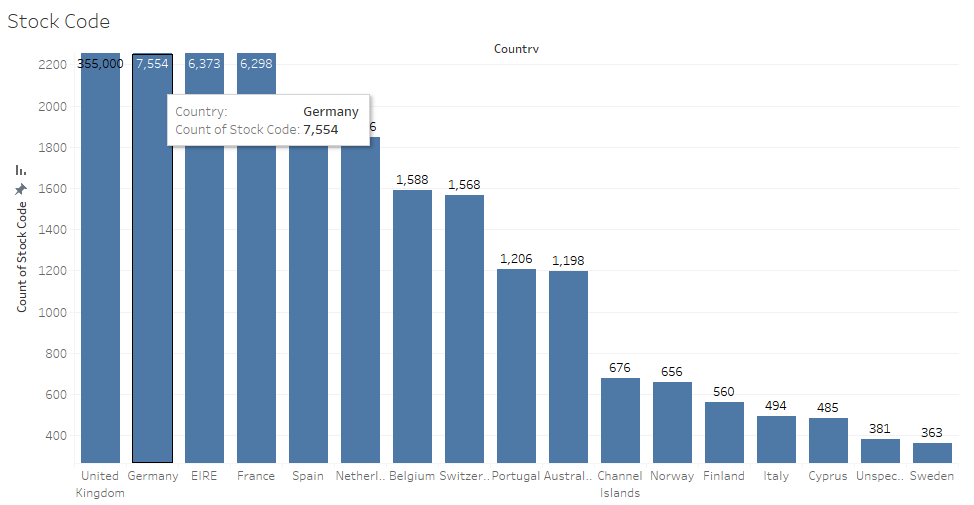 Stock Code
Country
2200
2000
1800
1600
1400
1200
1000
800
600
400
Count of Stock Code
355,000 7,554 6,373 6,298
Country: Germany
Count of Stock Code: 7,554
6
1,588 1,568
1,206 1,198
676 656 560 494 485 381 363
United Kingdom Germany EIRE France Spain Netherl.. Belgium Switzer.. Portugal Austral.. Channel Islands Norway Finland Italy Cyprus Unspec.. Sweden